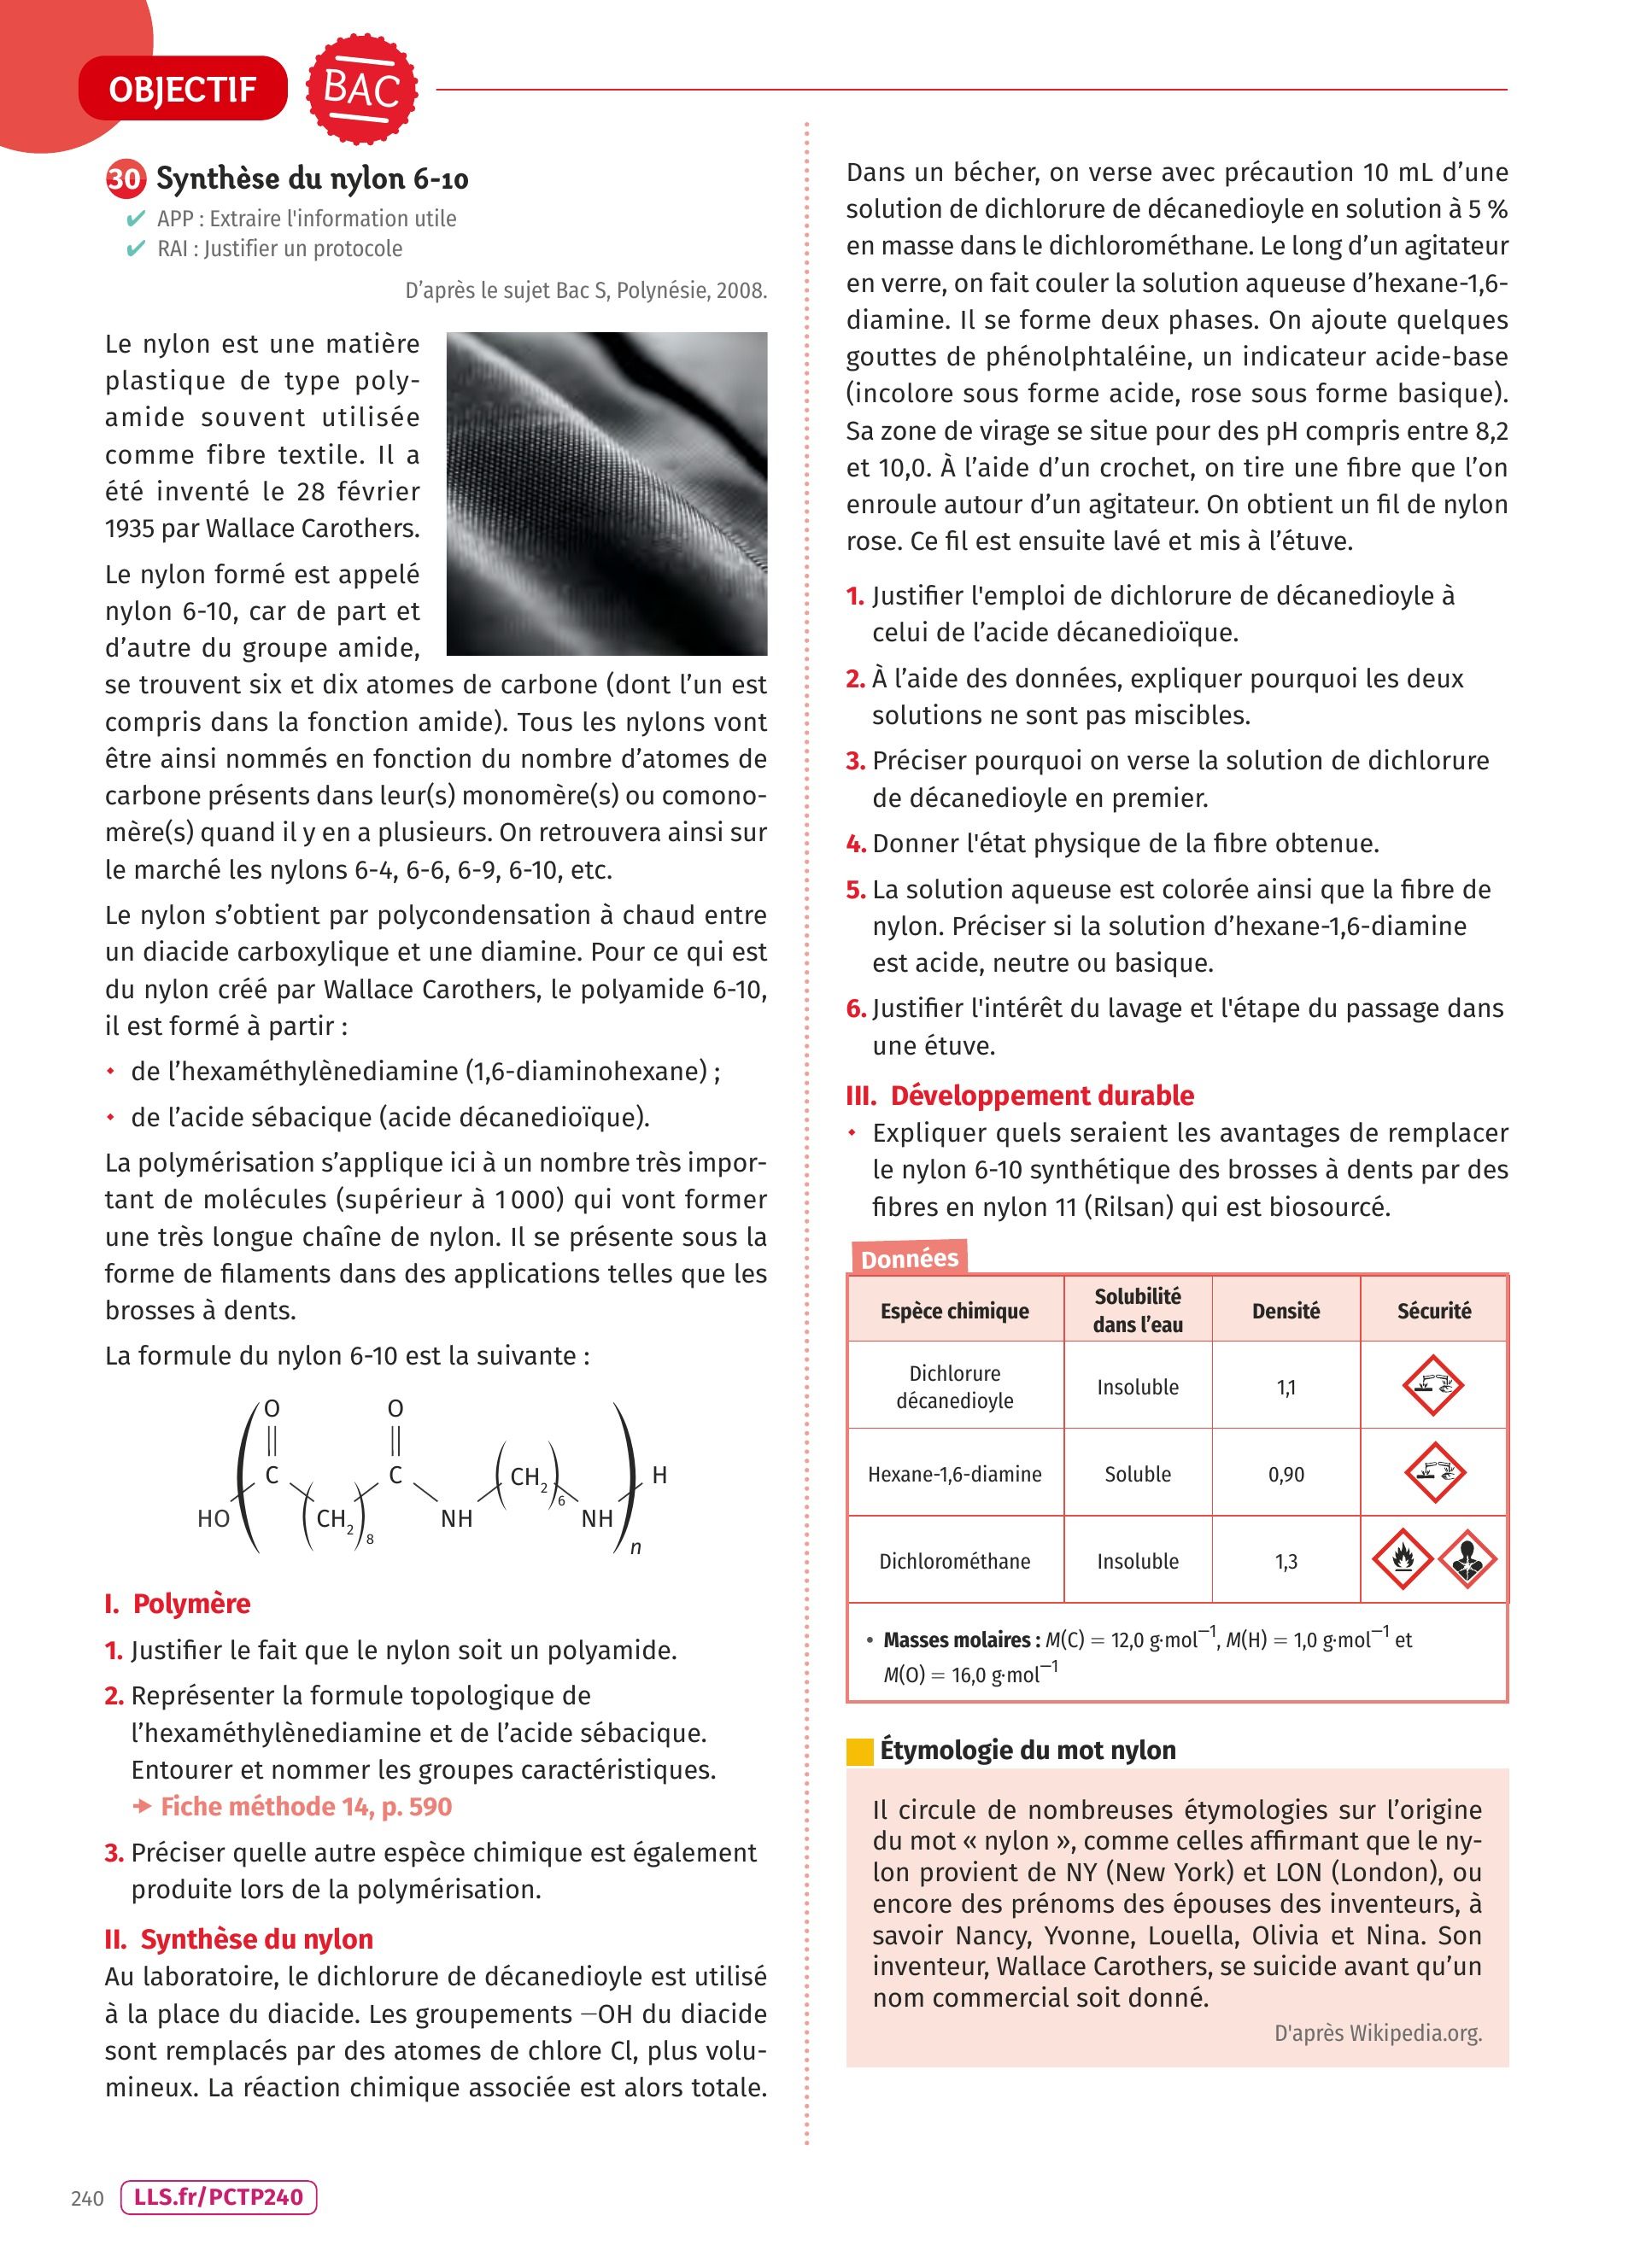 OBJECTIF
BAC
30 Synthèse du nylon 6-10
✔ APP : Extraire l'information utile
✔ RAI : Justifier un protocole
D’après le sujet Bac S, Polynésie, 2008.
Le nylon est une matière
plastique de type poly-
amide souvent utilisée
comme fibre textile. Il a
été inventé le 28 février
1935 par Wallace Carothers.
Le nylon formé est appelé
nylon 6-10, car de part et
d’autre du groupe amide,
se trouvent six et dix atomes de carbone (dont l’un est
compris dans la fonction amide). Tous les nylons vont
être ainsi nommés en fonction du nombre d’atomes de
carbone présents dans leur(s) monomère(s) ou comono-
mère(s) quand il y en a plusieurs. On retrouvera ainsi sur
le marché les nylons 6-4, 6-6, 6-9, 6-10, etc.
Le nylon s’obtient par polycondensation à chaud entre
un diacide carboxylique et une diamine. Pour ce qui est
du nylon créé par Wallace Carothers, le polyamide 6-10,
il est formé à partir :
• de l’hexaméthylènediamine (1,6-diaminohexane) ;
• de l’acide sébacique (acide décanedioïque).
La polymérisation s’applique ici à un nombre très impor-
tant de molécules (supérieur à 1 000) qui vont former
une très longue chaîne de nylon. Il se présente sous la
forme de filaments dans des applications telles que les
brosses à dents.
La formule du nylon 6-10 est la suivante :
O O
C C (CH2)6 H
HO (CH2)8 NH NH
n
I. Polymère
1. Justifier le fait que le nylon soit un polyamide.
2. Représenter la formule topologique de
l’hexaméthylènediamine et de l’acide sébacique.
Entourer et nommer les groupes caractéristiques.
➔ Fiche méthode 14, p. 590
3. Préciser quelle autre espèce chimique est également
produite lors de la polymérisation.
II. Synthèse du nylon
Au laboratoire, le dichlorure de décanedioyle est utilisé
à la place du diacide. Les groupements —OH du diacide
sont remplacés par des atomes de chlore Cl, plus volu-
mineux. La réaction chimique associée est alors totale.
Dans un bécher, on verse avec précaution 10 mL d’une
solution de dichlorure de décanedioyle en solution à 5 %
en masse dans le dichlorométhane. Le long d’un agitateur
en verre, on fait couler la solution aqueuse d’hexane-1,6-
diamine. Il se forme deux phases. On ajoute quelques
gouttes de phénolphtaléine, un indicateur acide-base
(incolore sous forme acide, rose sous forme basique).
Sa zone de virage se situe pour des pH compris entre 8,2
et 10,0. À l’aide d’un crochet, on tire une fibre que l’on
enroule autour d’un agitateur. On obtient un fil de nylon
rose. Ce fil est ensuite lavé et mis à l’étuve.
1. Justifier l'emploi de dichlorure de décanedioyle à
celui de l’acide décanedioïque.
2. À l’aide des données, expliquer pourquoi les deux
solutions ne sont pas miscibles.
3. Préciser pourquoi on verse la solution de dichlorure
de décanedioyle en premier.
4. Donner l'état physique de la fibre obtenue.
5. La solution aqueuse est colorée ainsi que la fibre de
nylon. Préciser si la solution d’hexane-1,6-diamine
est acide, neutre ou basique.
6. Justifier l'intérêt du lavage et l'étape du passage dans
une étuve.
III. Développement durable
• Expliquer quels seraient les avantages de remplacer
le nylon 6-10 synthétique des brosses à dents par des
fibres en nylon 11 (Rilsan) qui est biosourcé.
Données
Espèce chimique Solubilité dans l’eau Densité Sécurité
Dichlorure décanedioyle Insoluble 1,1
Hexane-1,6-diamine Soluble 0,90
Dichlorométhane Insoluble 1,3
• Masses molaires : M(C) = 12,0 g·mol⁻¹, M(H) = 1,0 g·mol⁻¹ et
M(O) = 16,0 g·mol⁻¹
Étymologie du mot nylon
Il circule de nombreuses étymologies sur l’origine
du mot « nylon », comme celles affirmant que le ny-
lon provient de NY (New York) et LON (London), ou
encore des prénoms des épouses des inventeurs, à
savoir Nancy, Yvonne, Louella, Olivia et Nina. Son
inventeur, Wallace Carothers, se suicide avant qu’un
nom commercial soit donné.
D'après Wikipedia.org.
240 LLS.fr/PCTP240